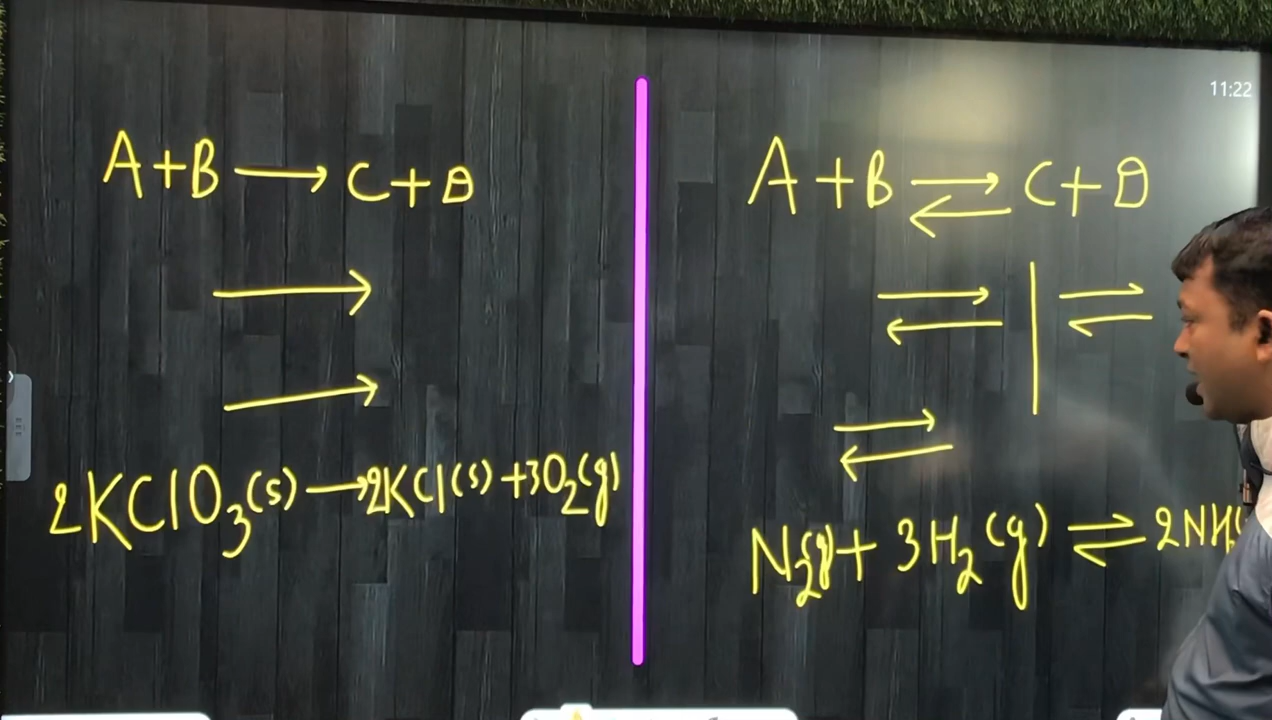 11:22
A+B → C+D
2KClO3(s) → 2KCl(s) +3O2(g)
A+B ⇌ C+D
N2(g)+ 3H2(g) ⇌ 2NH